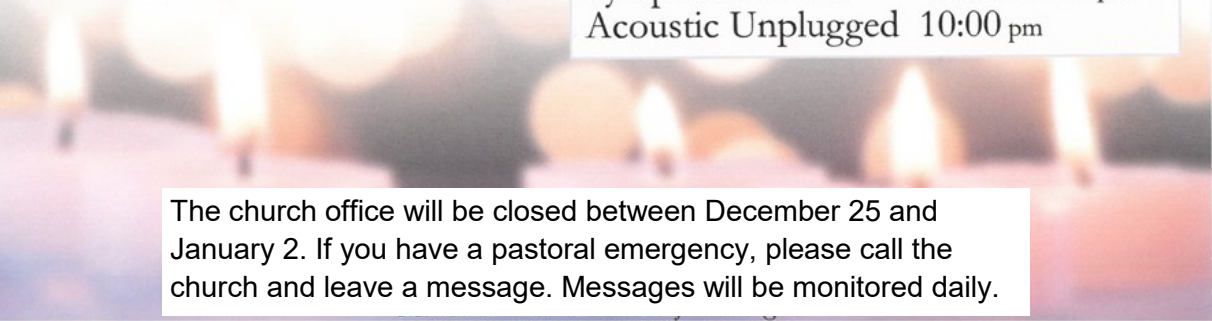 Acoustic Unplugged 10:00 pm
The church office will be closed between December 25 and
January 2. If you have a pastoral emergency, please call the
church and leave a message. Messages will be monitored daily.